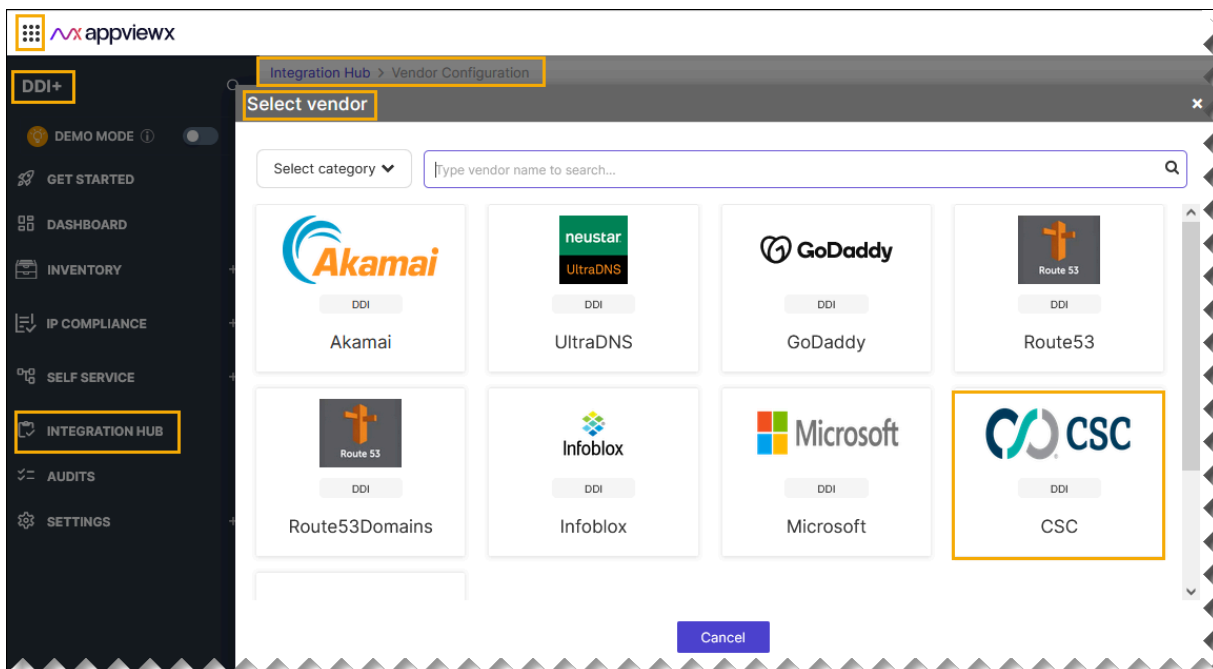 appviewx
DDI+
Integration Hub > Vendor Configuration
Select vendor
DEMO MODE
GET STARTED
DASHBOARD
INVENTORY
IP COMPLIANCE
SELF SERVICE
INTEGRATION HUB
AUDITS
SETTINGS
Select category
Type vendor name to search...
Akamai
DDI
Akamai
neustar
UltraDNS
DDI
UltraDNS
GoDaddy
DDI
GoDaddy
Route 53
DDI
Route53
Route 53
DDI
Route53Domains
Infoblox
DDI
Infoblox
Microsoft
DDI
Microsoft
CSC
DDI
CSC
Cancel